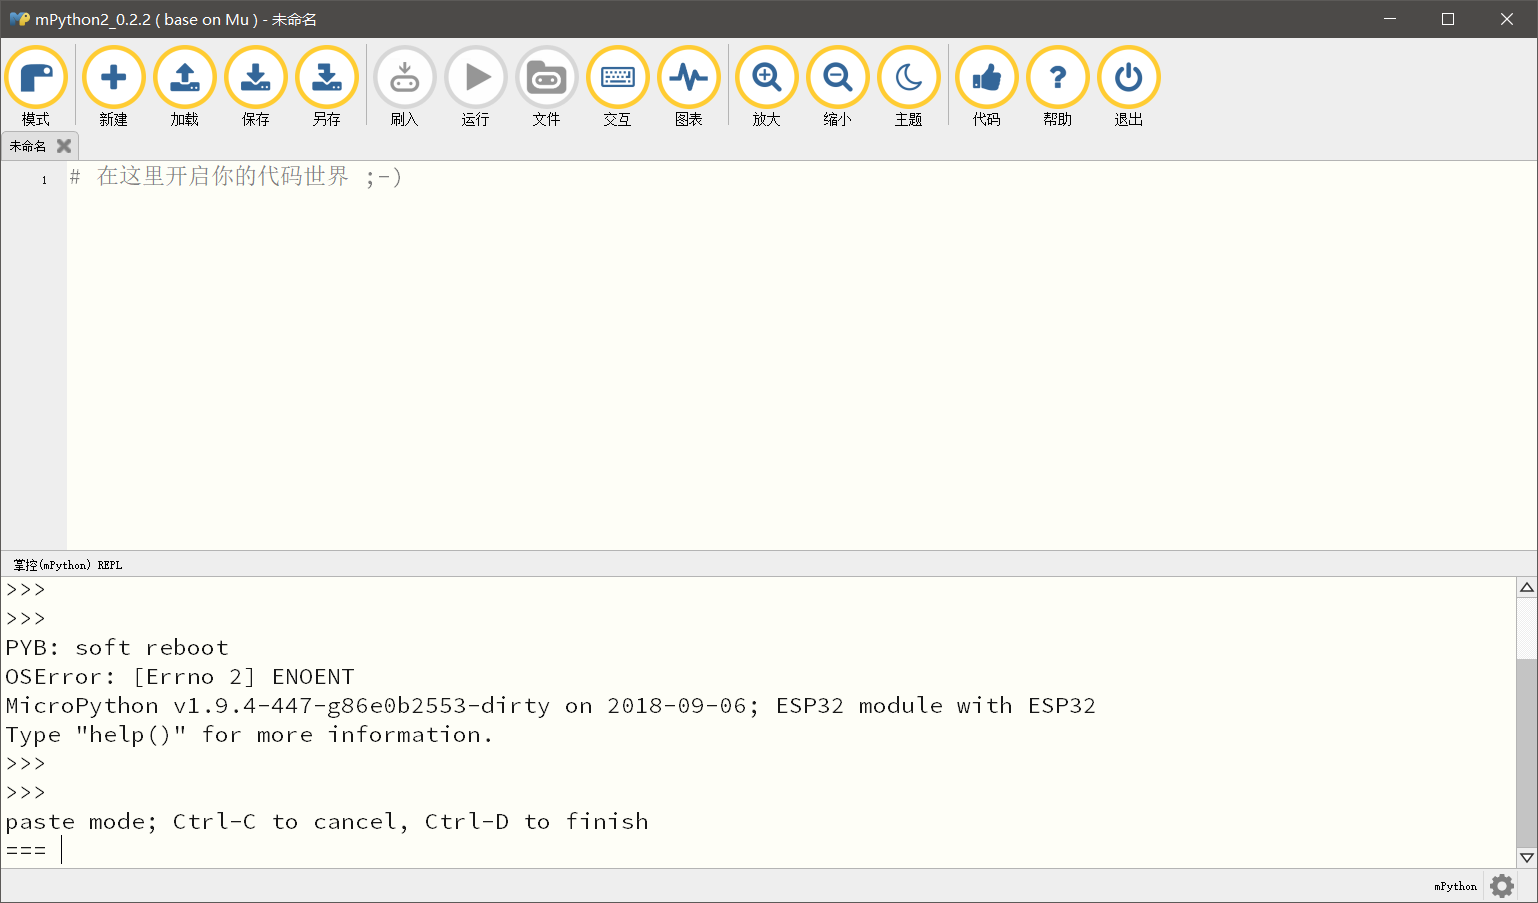 mPython2_0.2.2 ( base on Mu ) - 未命名
模式 新建 加载 保存 另存 刷入 运行 文件 交互 图表 放大 缩小 主题 代码 帮助 退出
未命名
1 # 在这里开启你的代码世界 ;-)
掌控(mPython) REPL
>>>
>>>
PYB: soft reboot
OSError: [Errno 2] ENOENT
MicroPython v1.9.4-447-g86e0b2553-dirty on 2018-09-06; ESP32 module with ESP32
Type "help()" for more information.
>>>
>>>
paste mode; Ctrl-C to cancel, Ctrl-D to finish
===
mPython